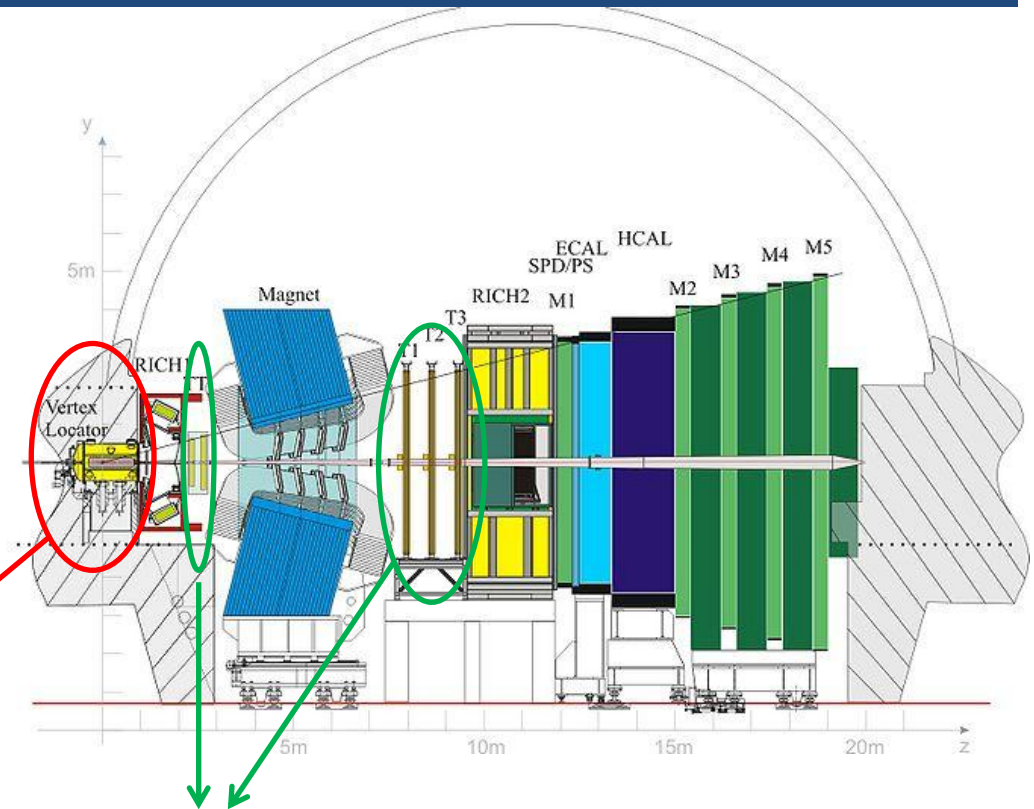 y
5m
Magnet
RICH1
TT
Vertex
Locator
T1
T2
T3
RICH2
M1
SPD/PS
ECAL
HCAL
M2
M3
M4
M5
5m
10m
15m
20m
z